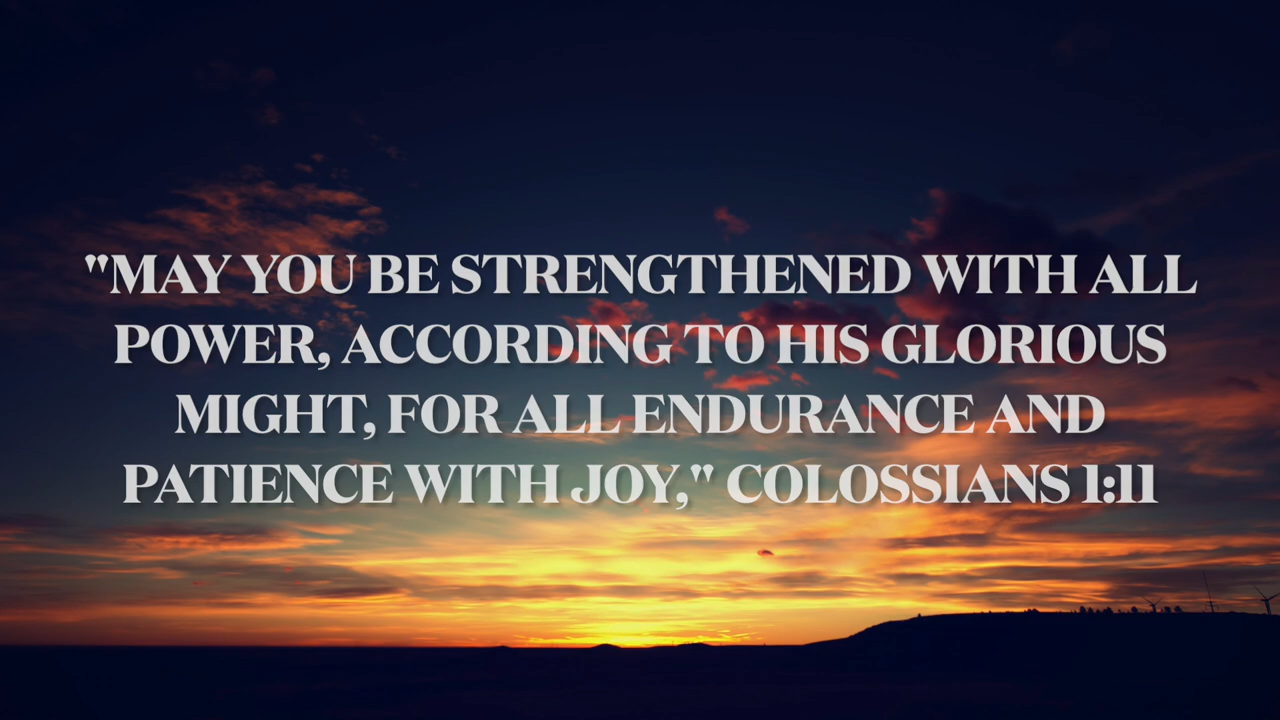 "MAY YOU BE STRENGTHENED WITH ALL
POWER, ACCORDING TO HIS GLORIOUS
MIGHT, FOR ALL ENDURANCE AND
PATIENCE WITH JOY," COLOSSIANS 1:11